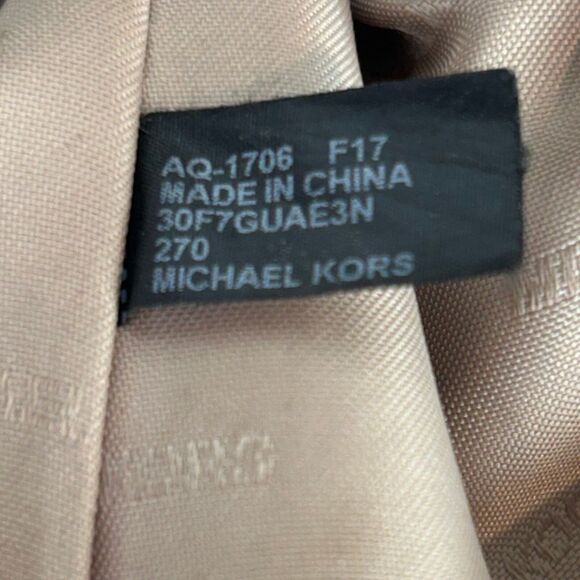 AQ-1706 F17
MADE IN CHINA
30F7GUAE3N
270
MICHAEL KORS